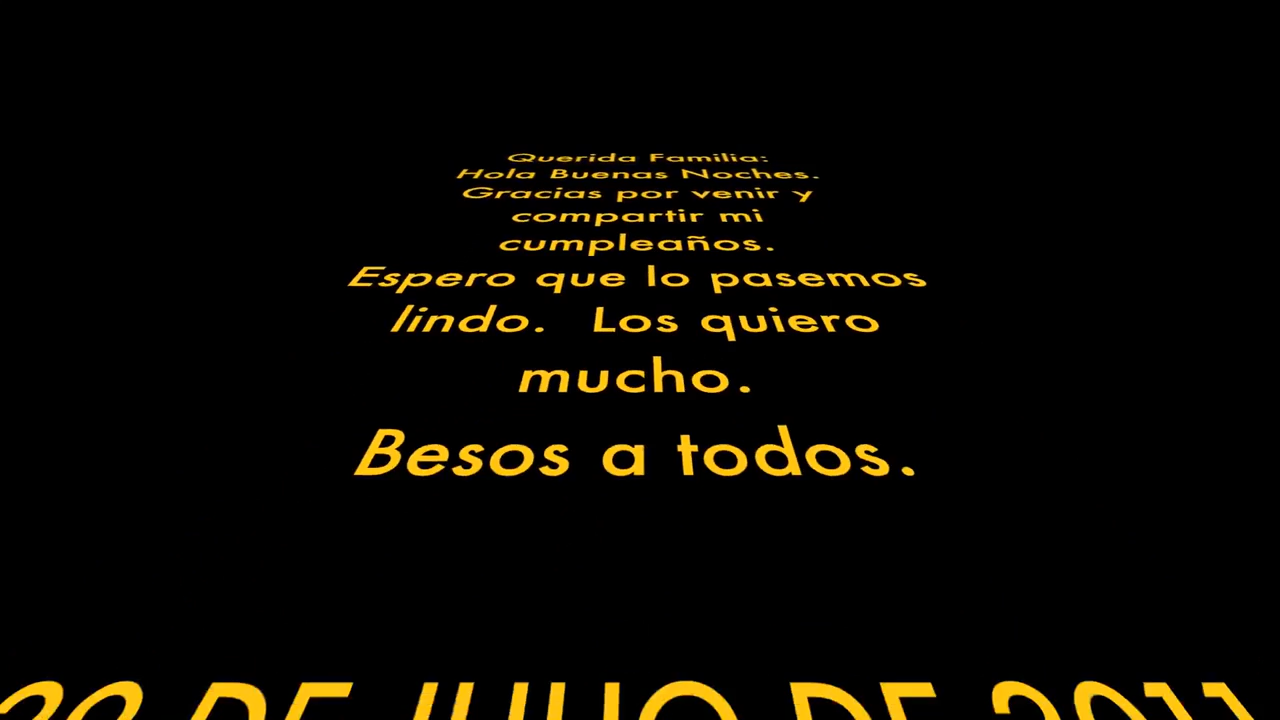 Querida Familia:
Hola Buenas Noches.
Gracias por venir y
compartir mi
cumpleaños.
Espero que lo pasemos
lindo. Los quiero
mucho.
Besos a todos.
DE JULIO DE 2011